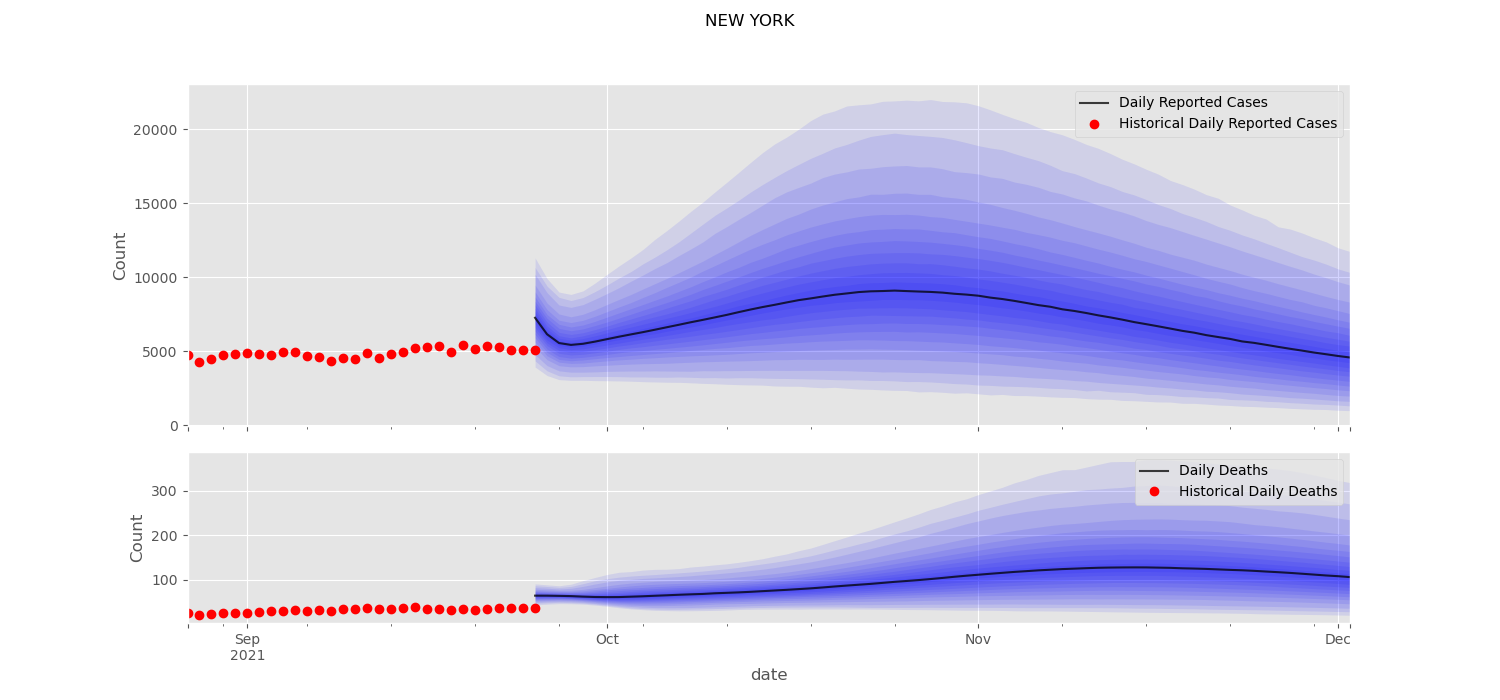 NEW YORK
Daily Reported Cases
Historical Daily Reported Cases
20000
15000
10000
5000
0
Count
Daily Deaths
Historical Daily Deaths
300
200
100
Count
Sep
2021
Oct
Nov
Dec
date